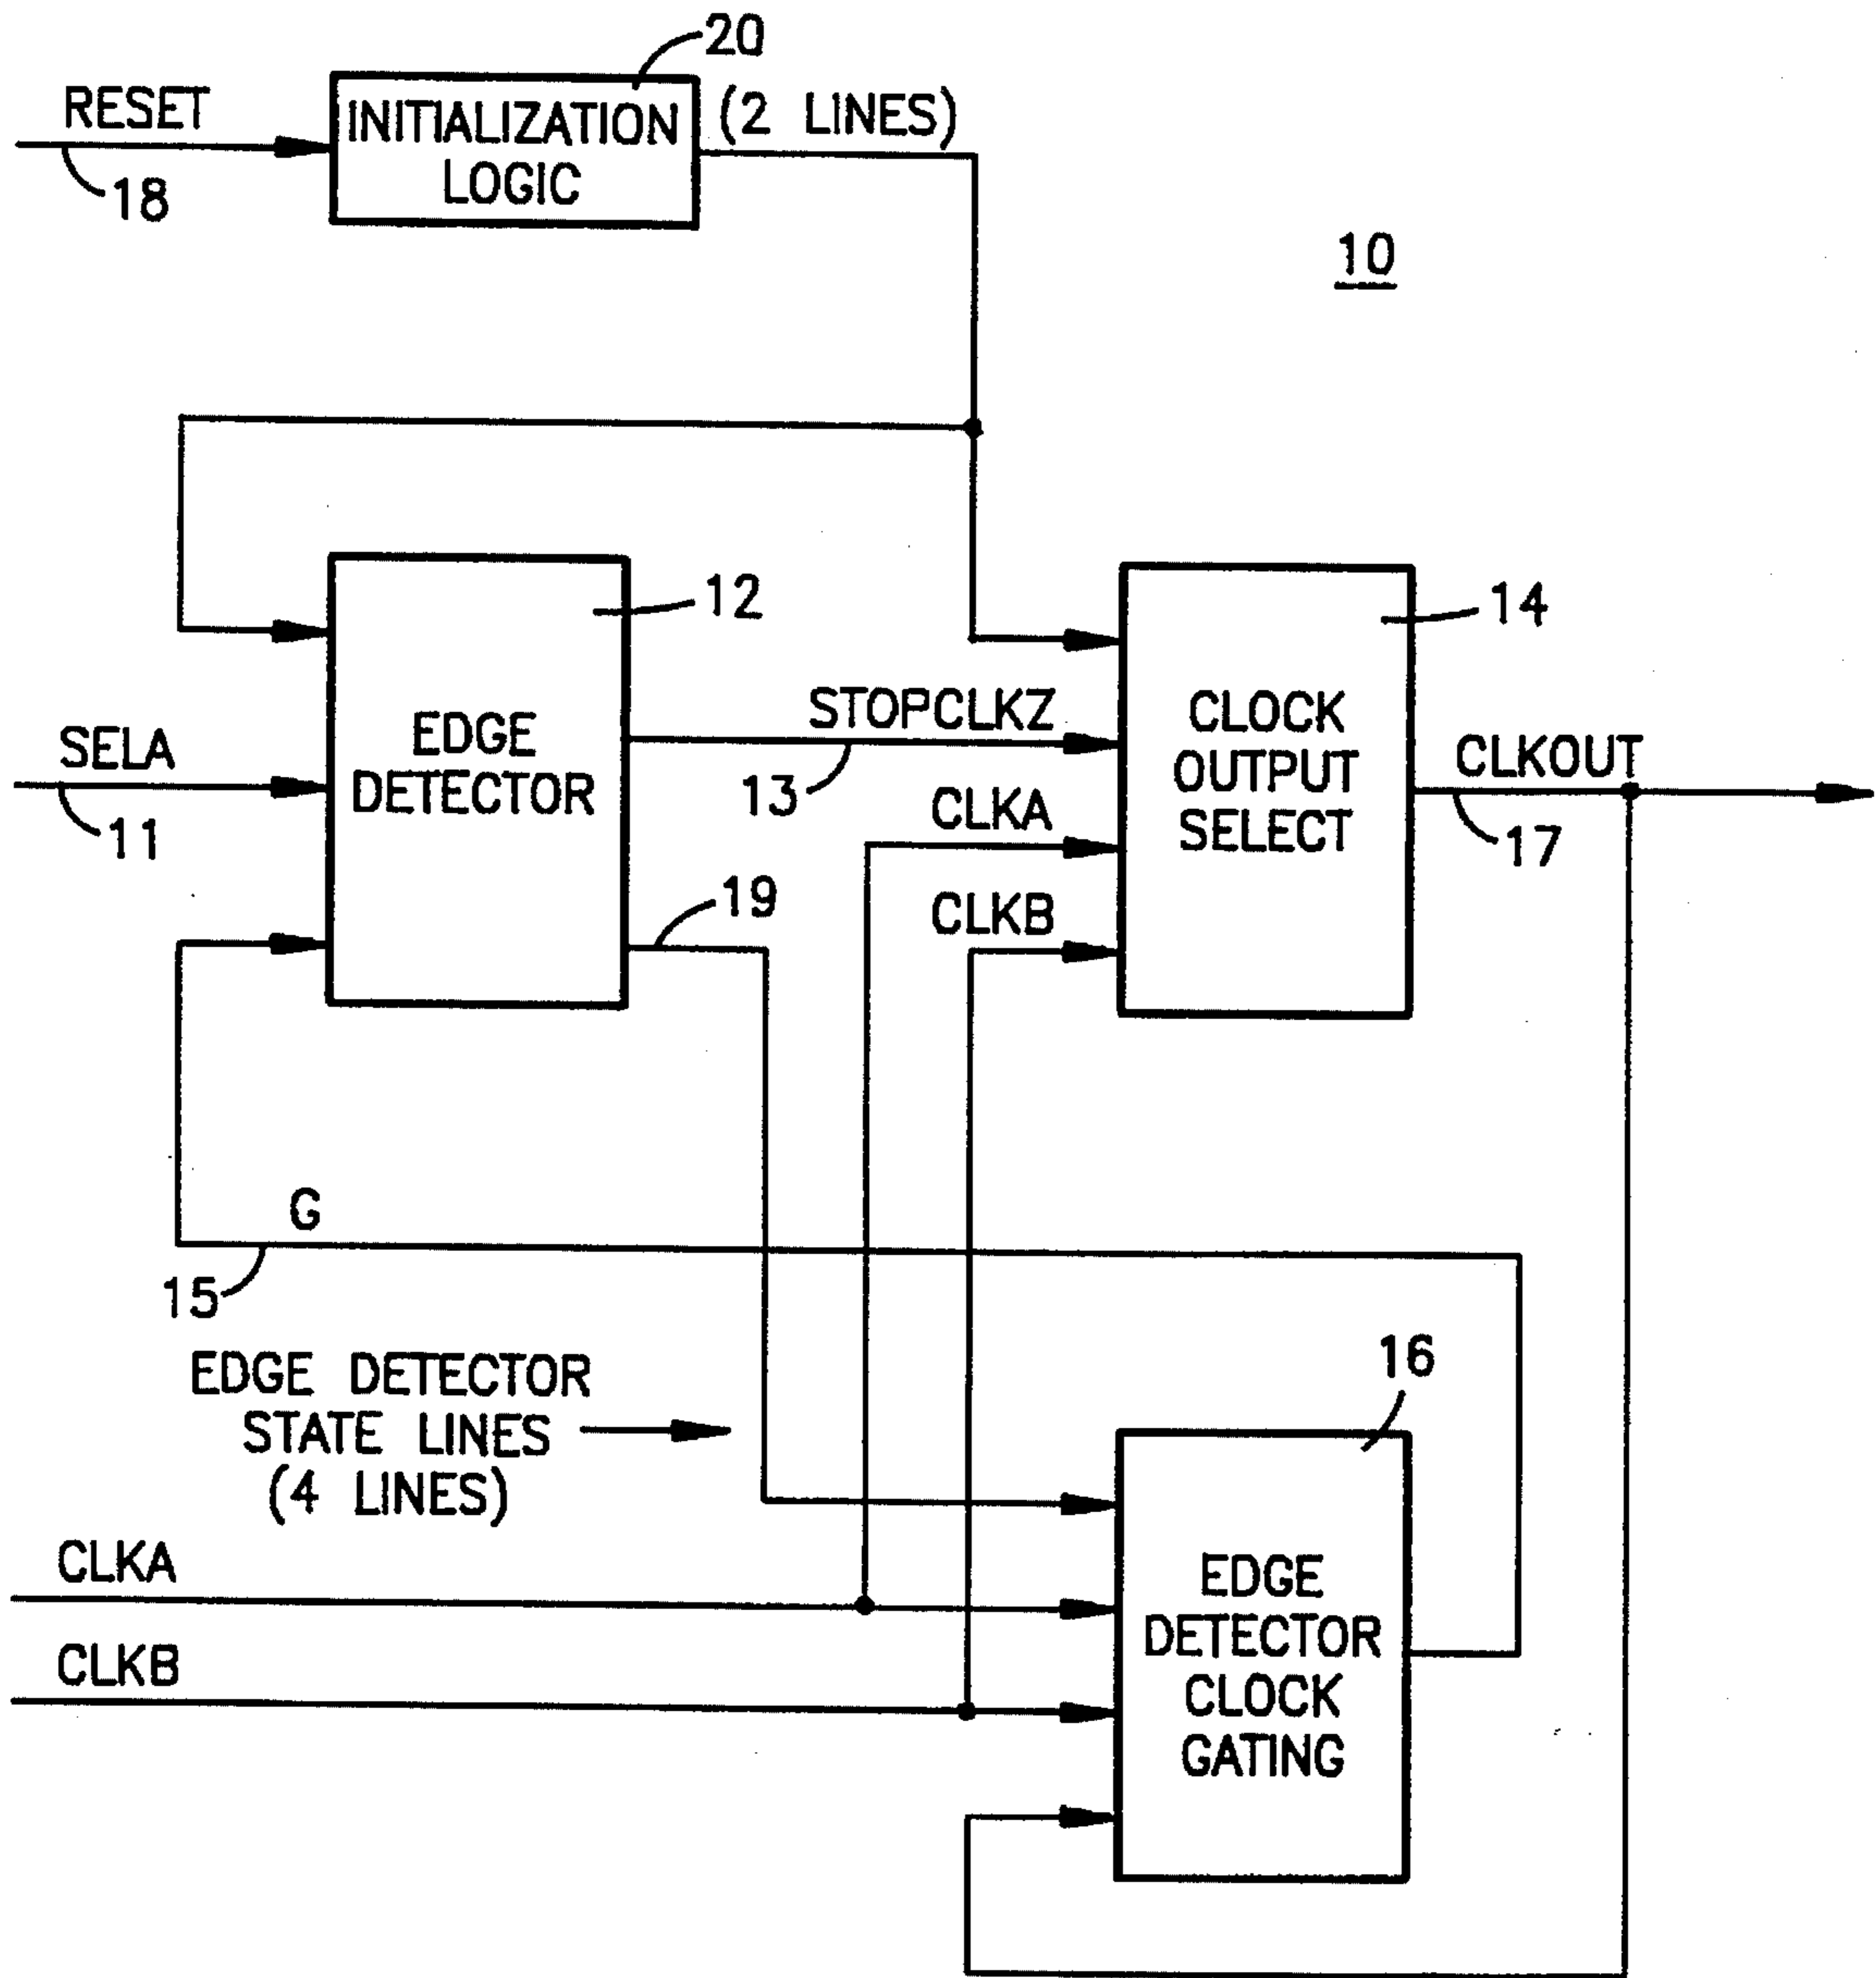 20
RESET
INITIALIZATION
LOGIC
(2 LINES)
18
10
12
14
EDGE
DETECTOR
SELA
11
STOPCLKZ
13
CLOCK
OUTPUT
SELECT
CLKOUT
17
CLKA
19
CLKB
G
15
EDGE DETECTOR
STATE LINES
(4 LINES)
16
CLKA
CLKB
EDGE
DETECTOR
CLOCK
GATING